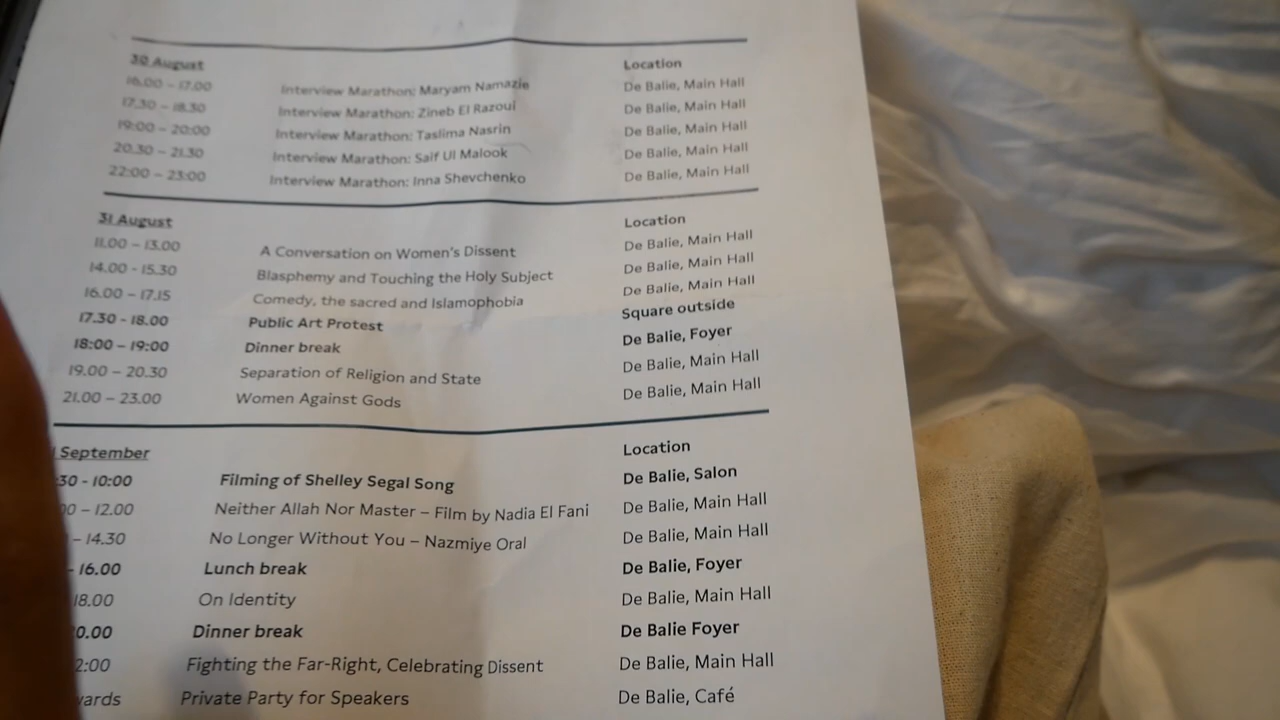 30 August Location
16.00 – 17.00 Interview Marathon: Maryam Namazie De Balie, Main Hall
17.30 – 18.30 Interview Marathon: Zineb El Razoui De Balie, Main Hall
19:00 – 20:00 Interview Marathon: Taslima Nasrin De Balie, Main Hall
20.30 – 21.30 Interview Marathon: Saif Ul Malook De Balie, Main Hall
22:00 – 23:00 Interview Marathon: Inna Shevchenko De Balie, Main Hall
31 August Location
11.00 – 13.00 A Conversation on Women's Dissent De Balie, Main Hall
14.00 - 15.30 Blasphemy and Touching the Holy Subject De Balie, Main Hall
16.00 – 17.15 Comedy, the sacred and Islamophobia De Balie, Main Hall
17.30 - 18.00 Public Art Protest Square outside
18:00 – 19:00 Dinner break De Balie, Foyer
19.00 – 20.30 Separation of Religion and State De Balie, Main Hall
21.00 – 23.00 Women Against Gods De Balie, Main Hall
September Location
:30 - 10:00 Filming of Shelley Segal Song De Balie, Salon
00 – 12.00 Neither Allah Nor Master – Film by Nadia El Fani De Balie, Main Hall
– 14.30 No Longer Without You – Nazmiye Oral De Balie, Main Hall
- 16.00 Lunch break De Balie, Foyer
18.00 On Identity De Balie, Main Hall
0.00 Dinner break De Balie Foyer
2:00 Fighting the Far-Right, Celebrating Dissent De Balie, Main Hall
wards Private Party for Speakers De Balie, Café